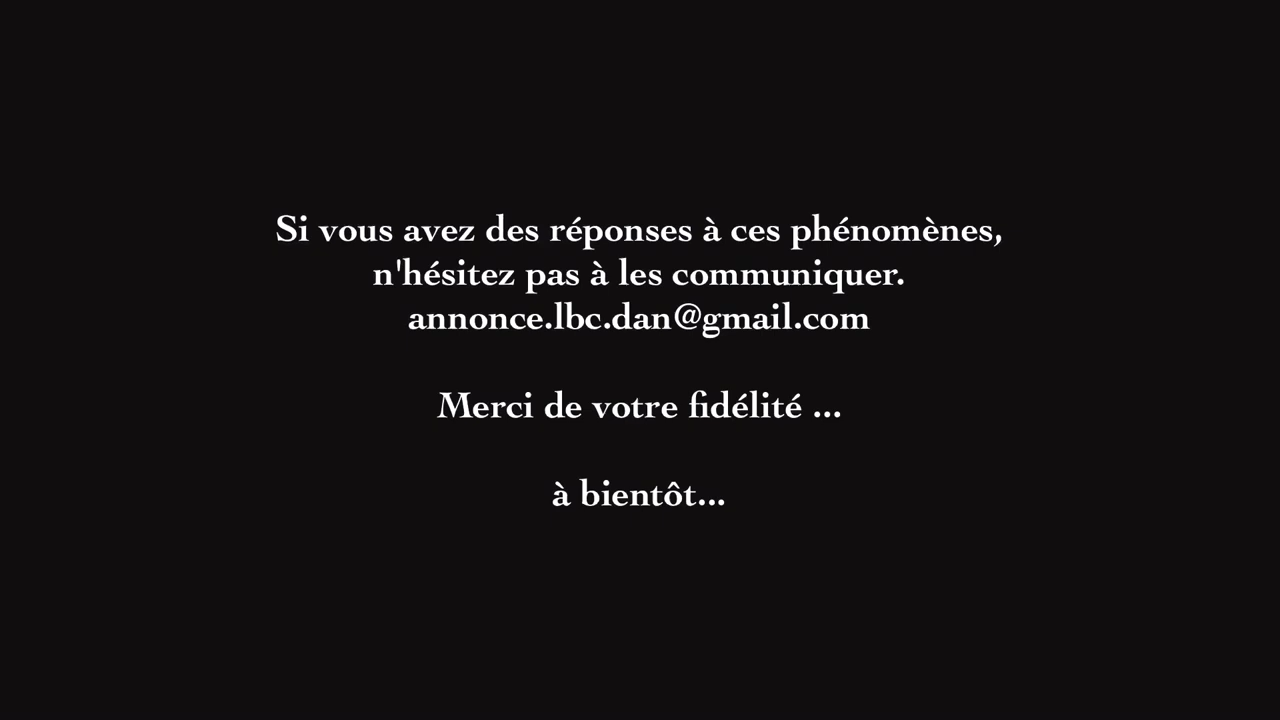 Si vous avez des réponses à ces phénomènes,
n'hésitez pas à les communiquer.
annonce.lbc.dan@gmail.com
Merci de votre fidélité ...
à bientôt...